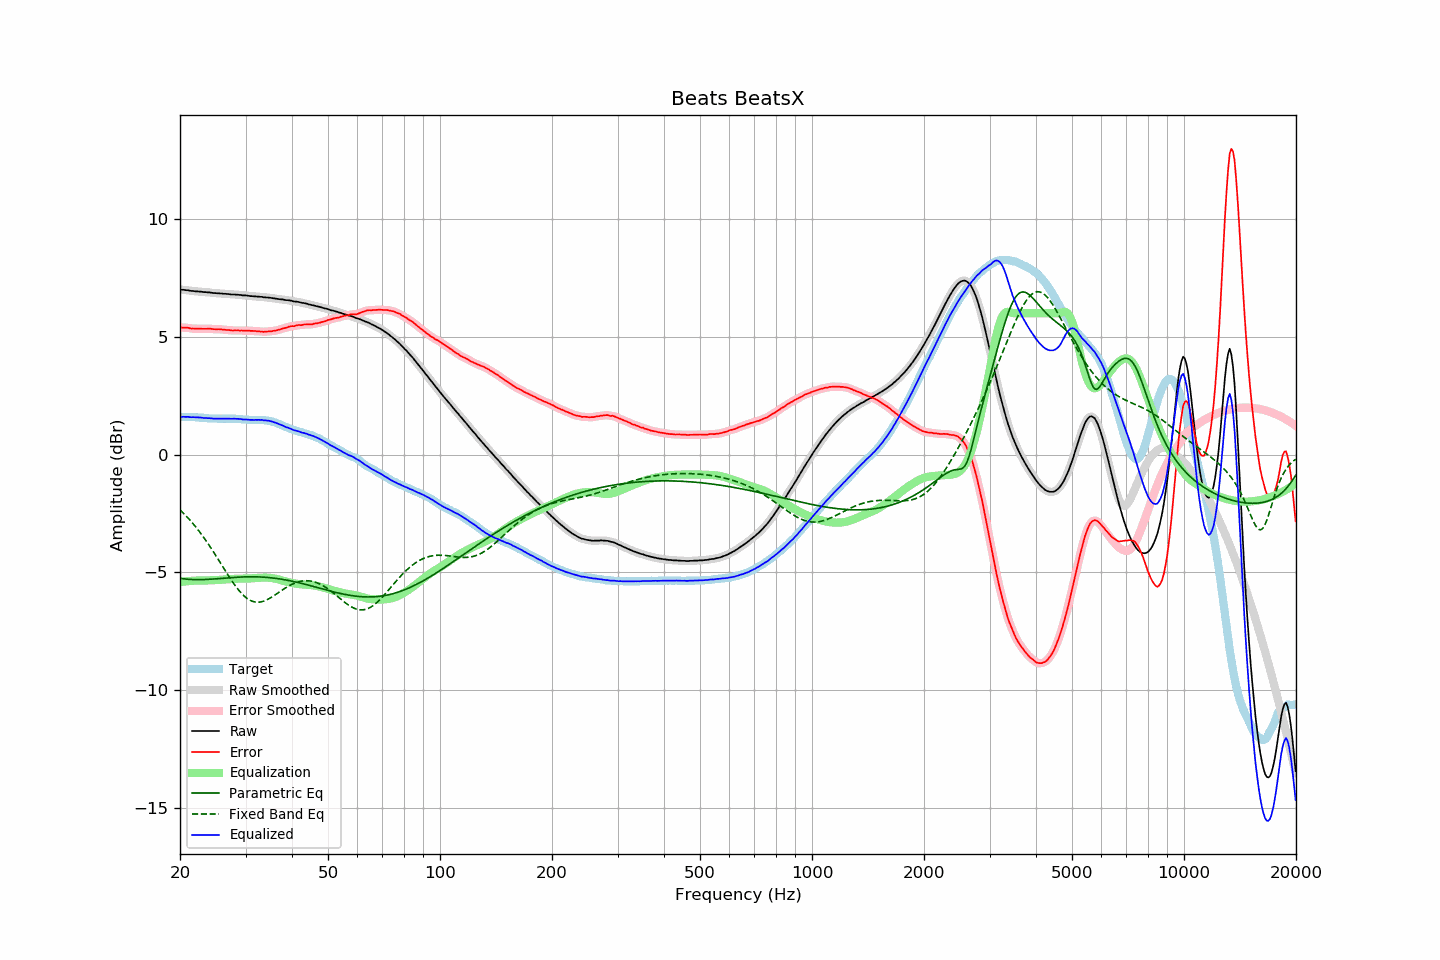 Beats BeatsX
Amplitude (dBr)
10
5
0
−5
−10
−15
Target
Raw Smoothed
Error Smoothed
Raw
Error
Equalization
Parametric Eq
Fixed Band Eq
Equalized
20 50 100 200 500 1000 2000 5000 10000 20000
Frequency (Hz)